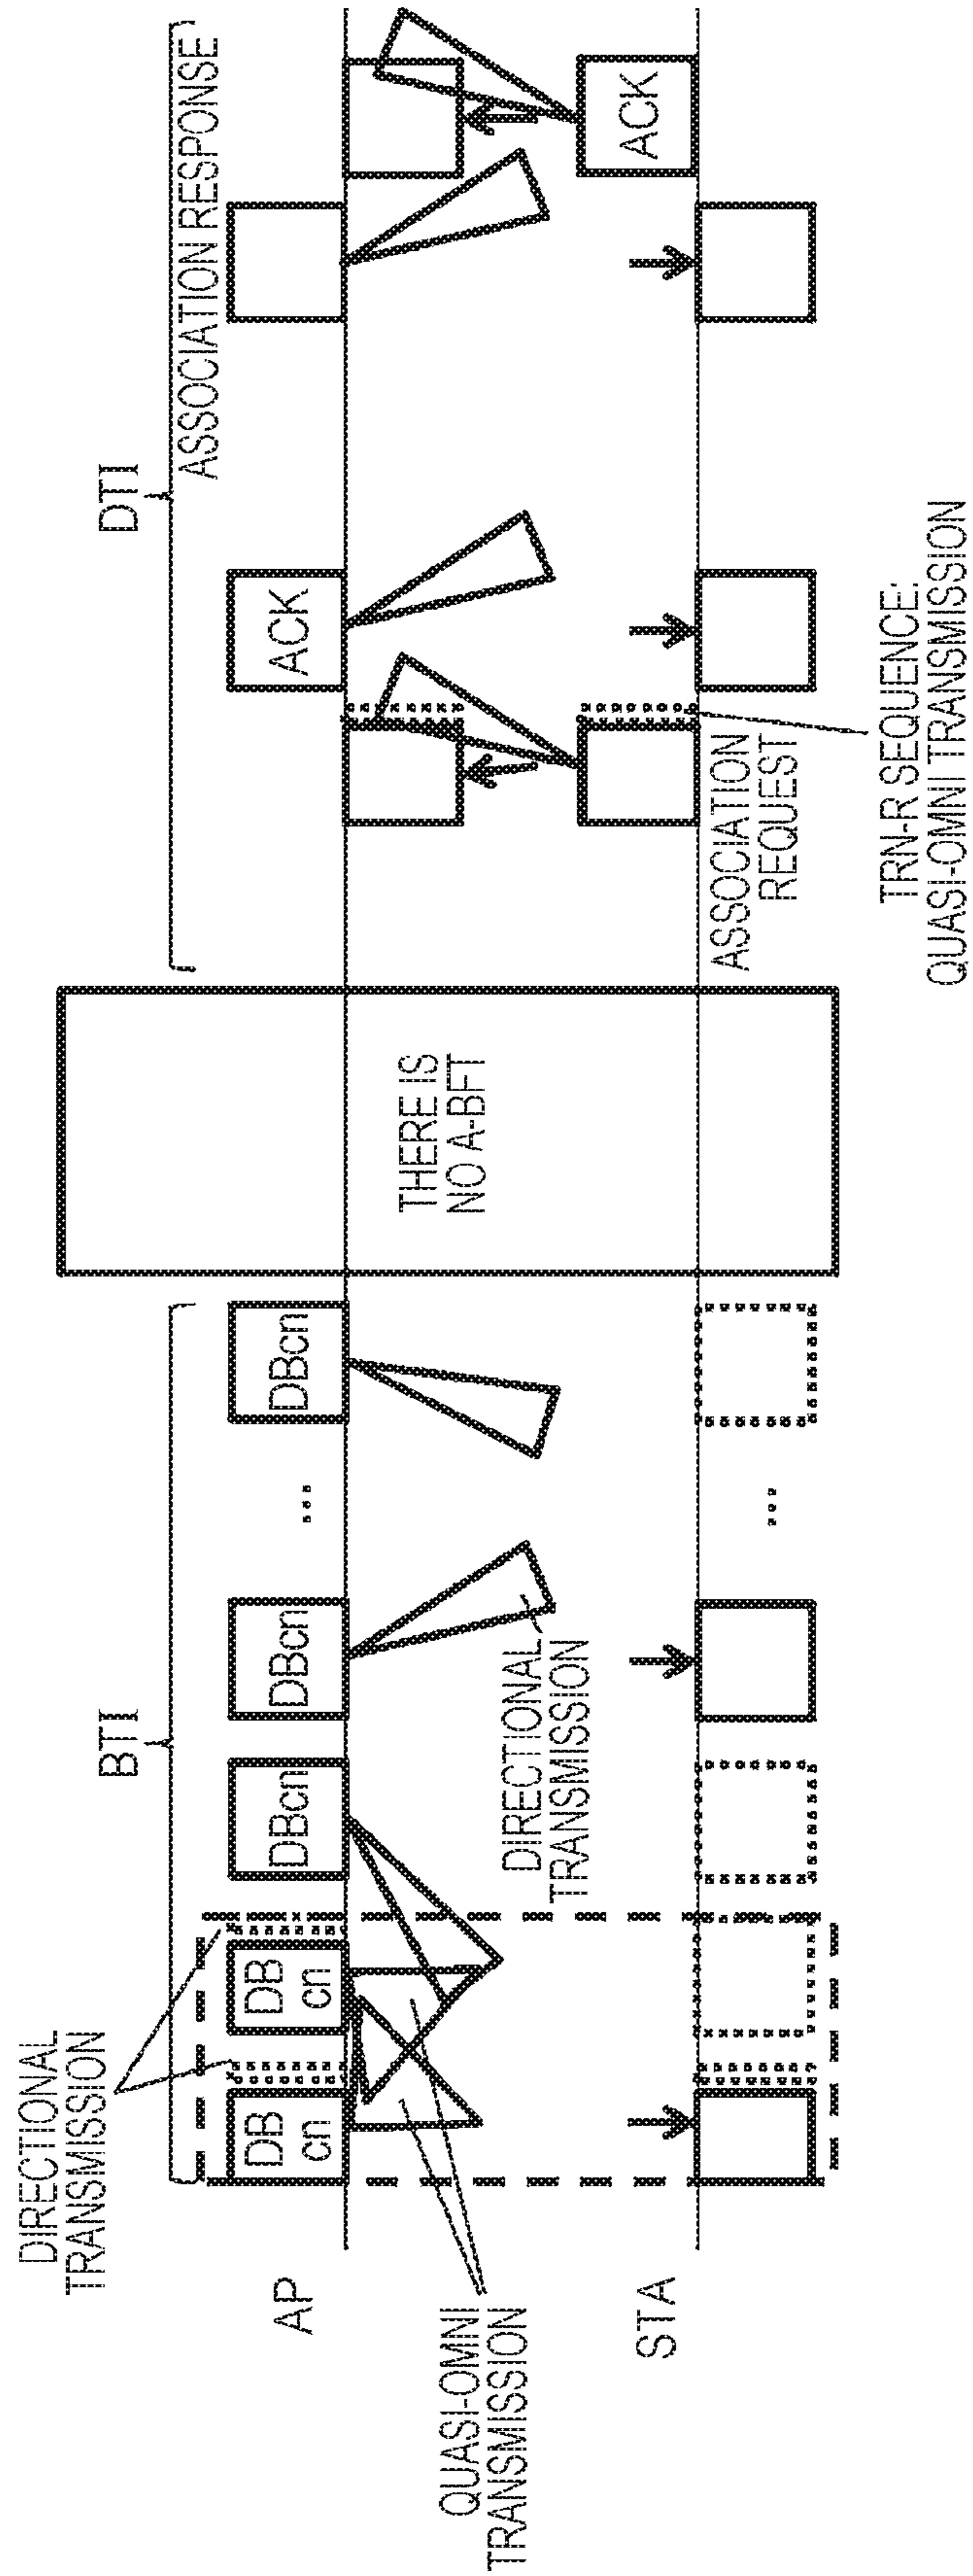 BTI
DTI
DIRECTIONAL
TRANSMISSION
ASSOCIATION RESPONSE
AP
DB
cn
DB
cn
DBcn
DBcn
...
DBcn
ACK
THERE IS
NO A-BFT
QUASI-OMNI
TRANSMISSION
DIRECTIONAL
TRANSMISSION
STA
...
ACK
ASSOCIATION
REQUEST
TRN-R SEQUENCE:
QUASI-OMNI TRANSMISSION